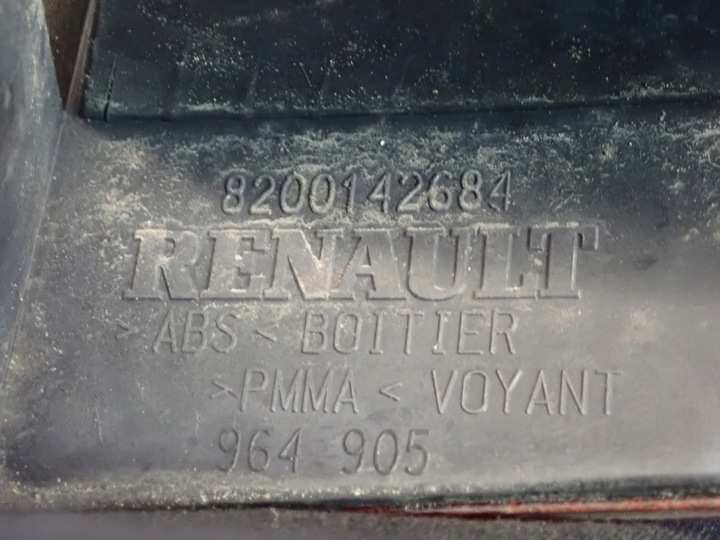 8200142684
RENAULT
>ABS< BOITIER
>PMMA< VOYANT
964 905